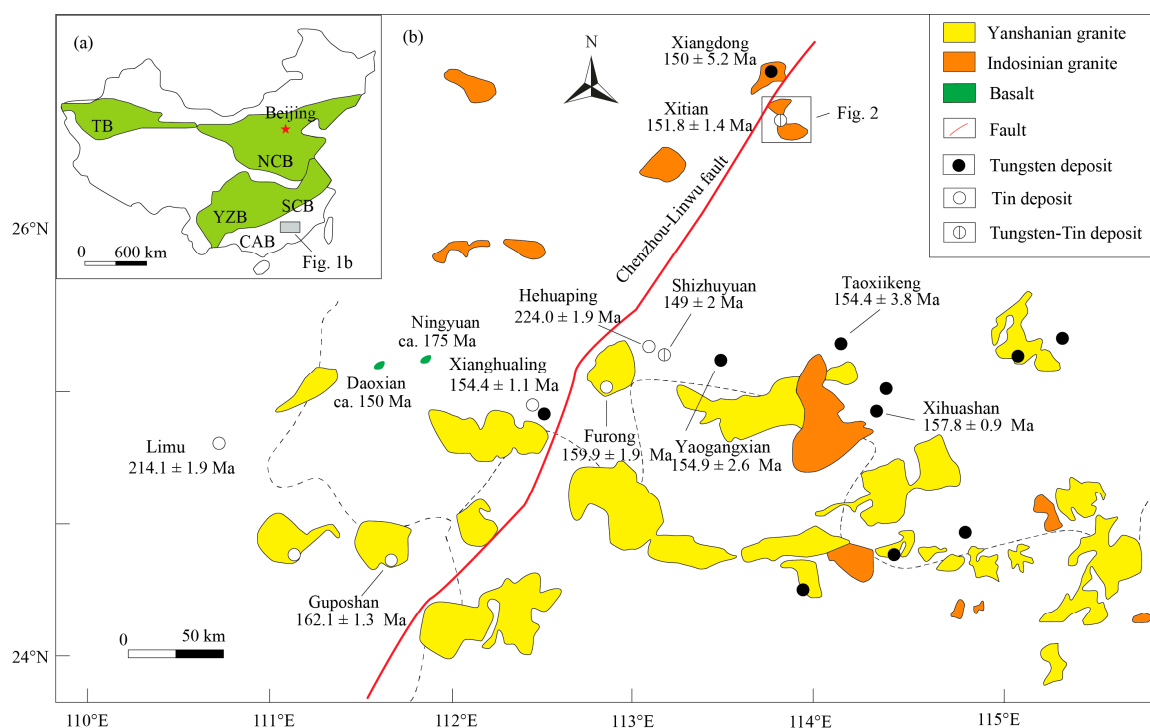 (a)
Beijing
TB
NCB
SCB
YZB
CAB
0 600 km
Fig. 1b
(b)
N
Xiangdong
150 ± 5.2 Ma
Xitian
151.8 ± 1.4 Ma
Fig. 2
Chenzhou-Linwu fault
Yanshanian granite
Indosinian granite
Basalt
Fault
Tungsten deposit
Tin deposit
Tungsten-Tin deposit
Hehuaping
224.0 ± 1.9 Ma
Shizhuyuan
149 ± 2 Ma
Taoxiikeng
154.4 ± 3.8 Ma
Ningyuan
ca. 175 Ma
Daoxian
ca. 150 Ma
Xianghualing
154.4 ± 1.1 Ma
Limu
214.1 ± 1.9 Ma
Furong
159.9 ± 1.9 Ma
Yaogangxian
154.9 ± 2.6 Ma
Xihuashan
157.8 ± 0.9 Ma
Guposhan
162.1 ± 1.3 Ma
0 50 km
26°N
24°N
110°E
111°E
112°E
113°E
114°E
115°E